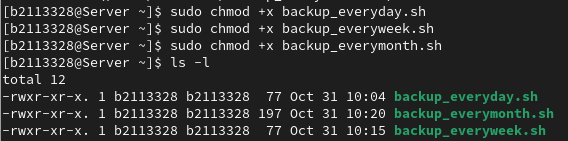 [b2113328@Server ~]$ sudo chmod +x backup_everyday.sh
[b2113328@Server ~]$ sudo chmod +x backup_everyweek.sh
[b2113328@Server ~]$ sudo chmod +x backup_everymonth.sh
[b2113328@Server ~]$ ls -l
total 12
-rwxr-xr-x. 1 b2113328 b2113328  77 Oct 31 10:04 backup_everyday.sh
-rwxr-xr-x. 1 b2113328 b2113328 197 Oct 31 10:20 backup_everymonth.sh
-rwxr-xr-x. 1 b2113328 b2113328  77 Oct 31 10:15 backup_everyweek.sh